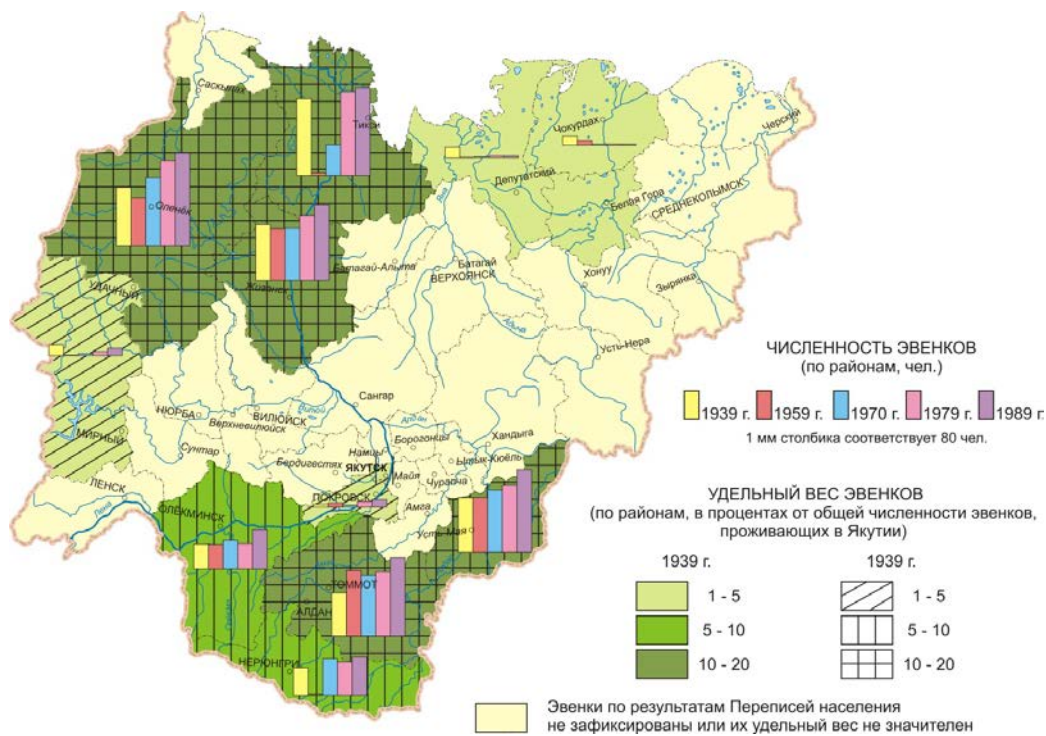 Саскылах
Тикси
Чокурдах
Черский
Депутатский
Белая Гора
СРЕДНЕКОЛЫМСК
Оленёк
Батагай-Алыта
Батагай
ВЕРХОЯНСК
Хонуу
Зырянка
Жиганск
УДАЧНЫЙ
Яна
Адыча
Усть-Нера
Сангар
НЮРБА
ВИЛЮЙСК
Вилюй
Верхневилюйск
Алдан
МИРНЫЙ
Сунтар
Намцы
Борогонцы
Хандыга
Бердигестях
ЯКУТСК
Майя
Ытык-Кюёль
Чурапча
ЛЕНСК
Лена
ПОКРОВСК
Амга
ОЛЁКМИНСК
Усть-Мая
ТОММОТ
АЛДАН
НЕРЮНГРИ
ЧИСЛЕННОСТЬ ЭВЕНКОВ
(по районам, чел.)
1939 г. 1959 г. 1970 г. 1979 г. 1989 г.
1 мм столбика соответствует 80 чел.
УДЕЛЬНЫЙ ВЕС ЭВЕНКОВ
(по районам, в процентах от общей численности эвенков,
проживающих в Якутии)
1939 г. 1939 г.
1 - 5 1 - 5
5 - 10 5 - 10
10 - 20 10 - 20
Эвенки по результатам Переписей населения
не зафиксированы или их удельный вес не значителен